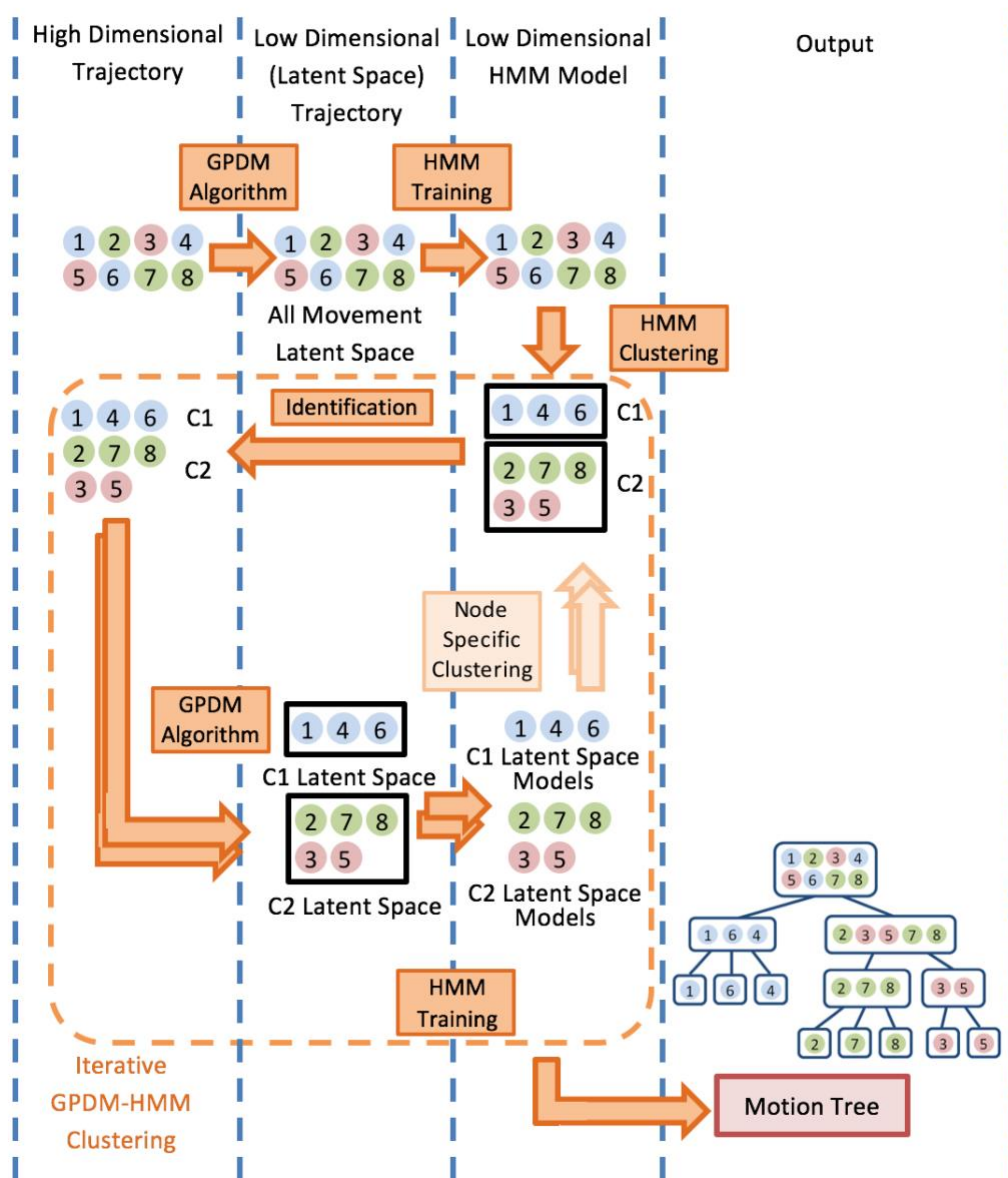 High Dimensional
Trajectory
Low Dimensional
(Latent Space)
Trajectory
Low Dimensional
HMM Model
Output
GPDM
Algorithm
HMM
Training
1 2 3 4
5 6 7 8
1 2 3 4
5 6 7 8
1 2 3 4
5 6 7 8
All Movement
Latent Space
HMM
Clustering
Identification
1 4 6 C1
2 7 8
C2
3 5
1 4 6 C1
2 7 8
C2
3 5
Node
Specific
Clustering
GPDM
Algorithm
1 4 6
C1 Latent Space
2 7 8
3 5
C2 Latent Space
1 4 6
C1 Latent Space
Models
2 7 8
3 5
C2 Latent Space
Models
HMM
Training
1 2 3 4
5 6 7 8
1 6 4
2 3 5 7 8
1 6 4
2 7 8
3 5
2 7 8 3 5
Iterative
GPDM-HMM
Clustering
Motion Tree